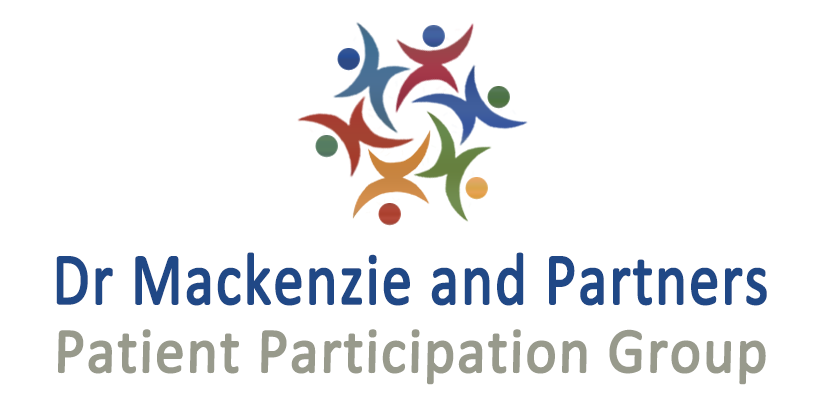 Dr Mackenzie and Partners
Patient Participation Group